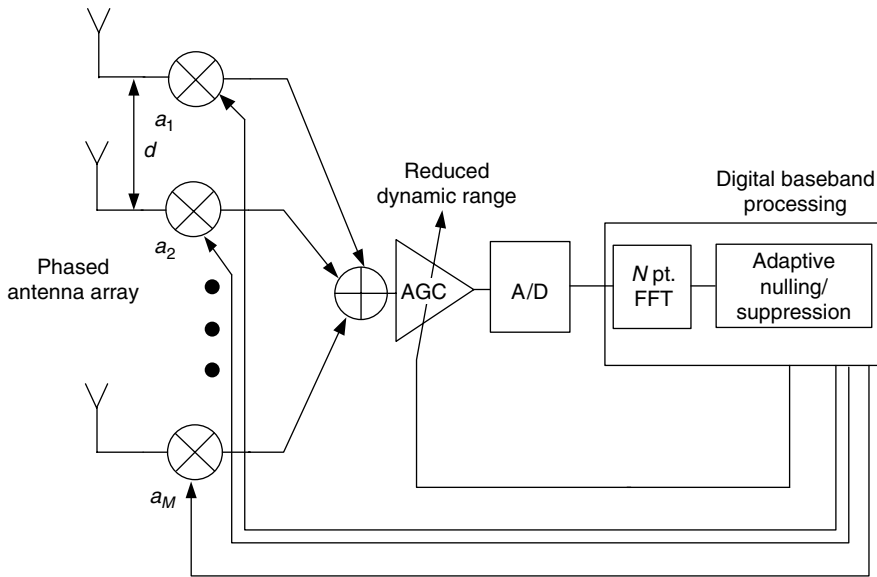 a1
d
a2
Phased
antenna array
aM
Reduced
dynamic range
AGC
A/D
Digital baseband
processing
N pt.
FFT
Adaptive
nulling/
suppression